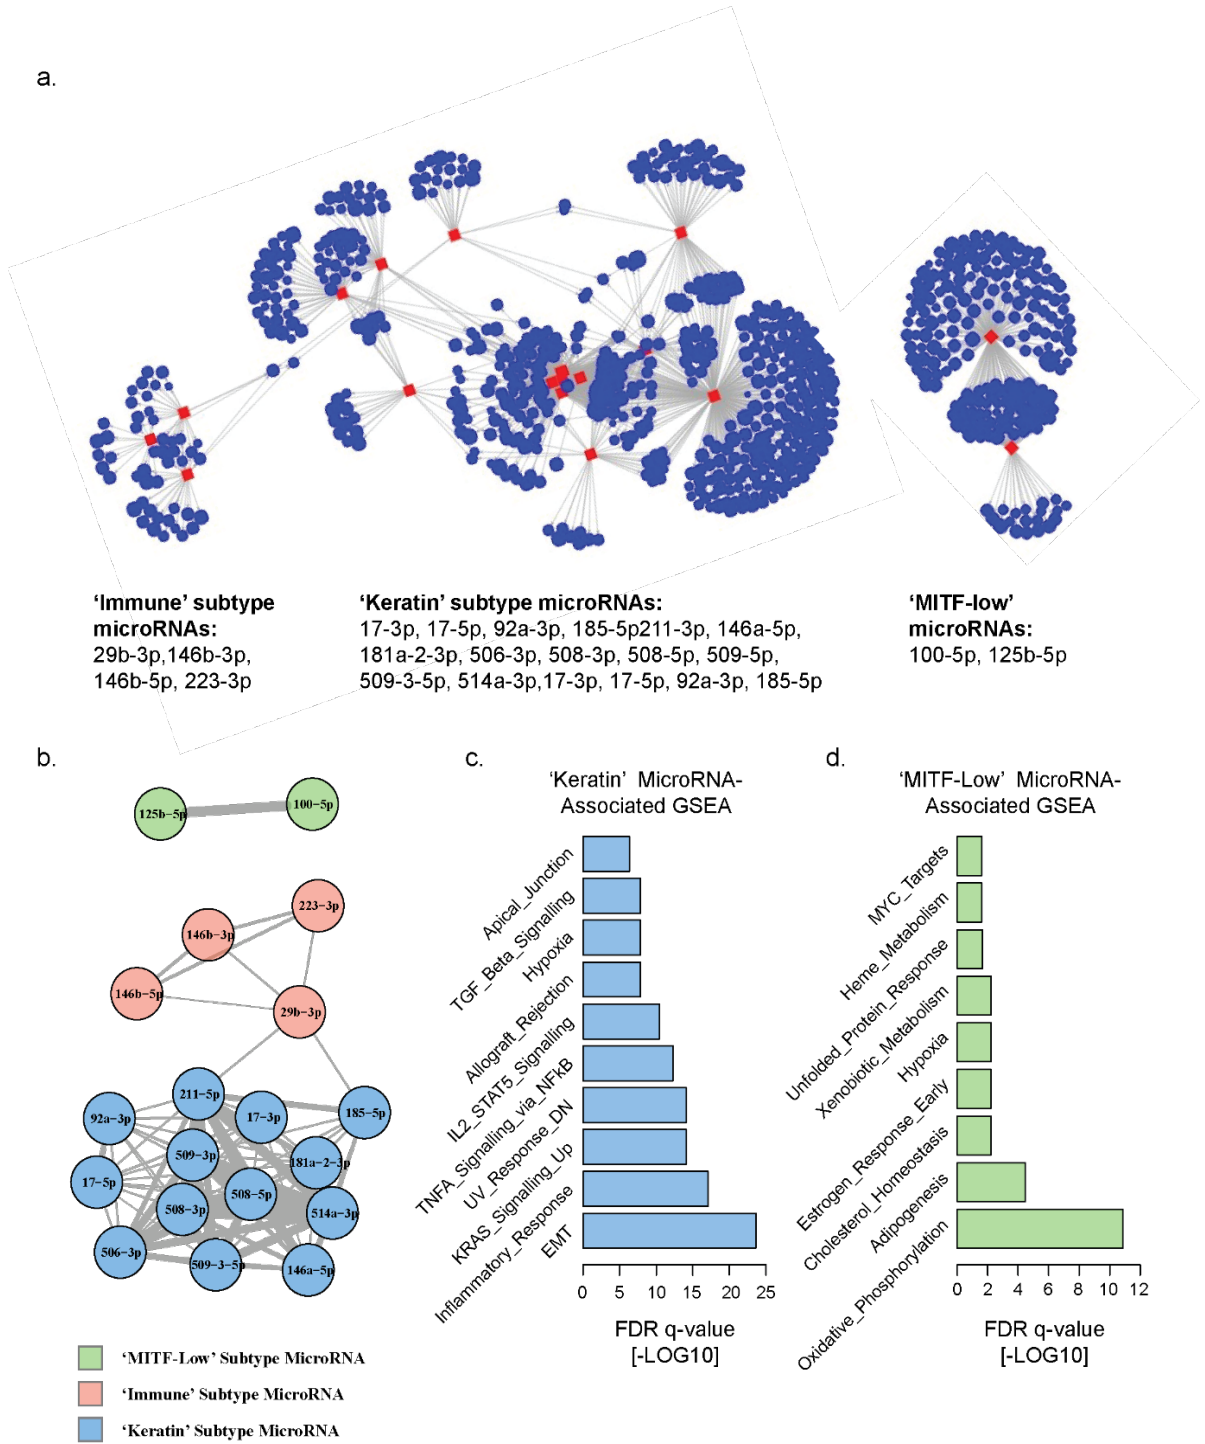 a.
‘Immune’ subtype
microRNAs:
29b-3p,146b-3p,
146b-5p, 223-3p
‘Keratin’ subtype microRNAs:
17-3p, 17-5p, 92a-3p, 185-5p211-3p, 146a-5p,
181a-2-3p, 506-3p, 508-3p, 508-5p, 509-5p,
509-3-5p, 514a-3p,17-3p, 17-5p, 92a-3p, 185-5p
‘MITF-low’
microRNAs:
100-5p, 125b-5p
b.
125b−5p
100−5p
223−3p
146b−3p
146b−5p
29b−3p
211−5p
92a−3p
17−3p
185−5p
509−3p
181a−2−3p
17−5p
508−5p
508−3p
514a−3p
506−3p
509−3−5p
146a−5p
‘MITF-Low’ Subtype MicroRNA
‘Immune’ Subtype MicroRNA
‘Keratin’ Subtype MicroRNA
c.
‘Keratin’ MicroRNA-
Associated GSEA
Apical_Junction
TGF_Beta_Signalling
Hypoxia
Allograft_Rejection
IL2_STAT5_Signalling
TNFA_Signalling_via_NFkB
UV_Response_DN
KRAS_Signalling_Up
Inflammatory_Response
EMT
0 5 10 15 20 25
FDR q-value
[-LOG10]
d.
‘MITF-Low’ MicroRNA-
Associated GSEA
MYC_Targets
Heme_Metabolism
Unfolded_Protein_Response
Xenobiotic_Metabolism
Hypoxia
Estrogen_Response_Early
Cholesterol_Homeostasis
Adipogenesis
Oxidative_Phosphorylation
0 2 4 6 8 10 12
FDR q-value
[-LOG10]